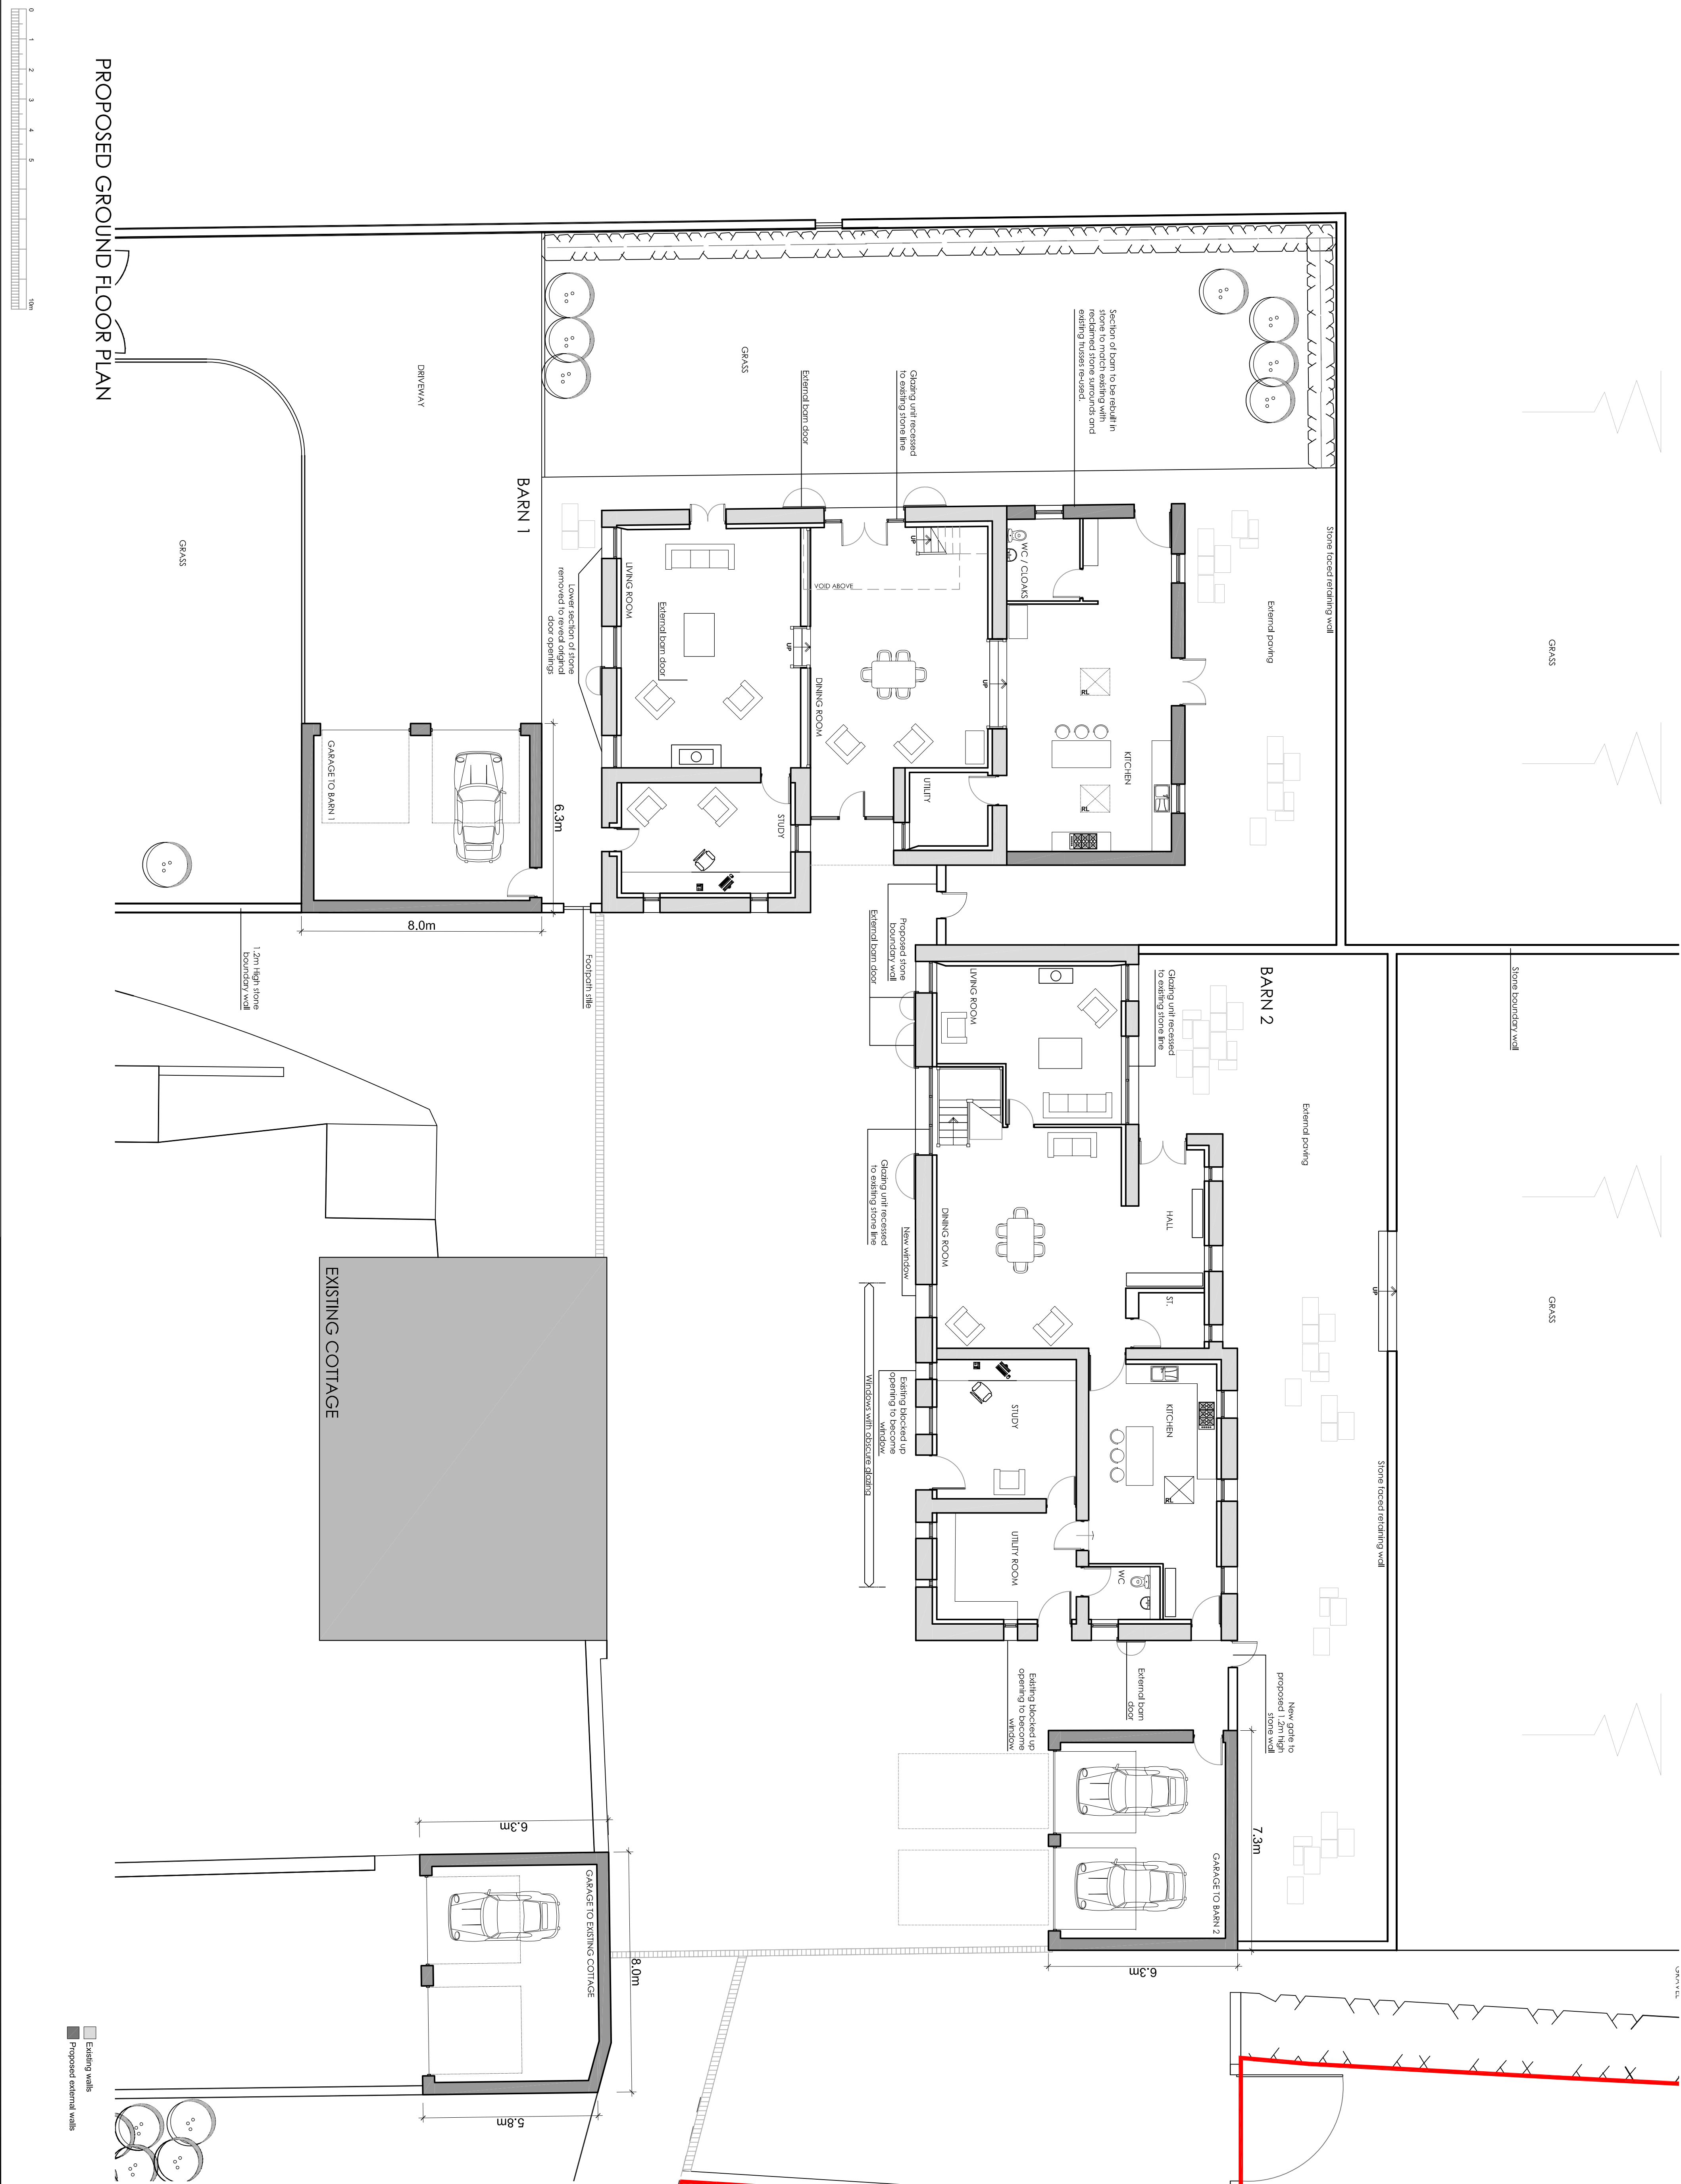 PROPOSED GROUND FLOOR PLAN
0
1
2
3
4
5
10m
GRASS
GRASS
GRASS
Stone boundary wall
Stone faced retaining wall
External paving
Section of barn to be rebuilt in
stone to match existing with
reclaimed stone surrounds and
existing trusses re-used.
Glazing unit recessed
to existing stone line
External barn door
GRASS
DRIVEWAY
GRASS
BARN 1
WC / CLOAKS
KITCHEN
RL
RL
UP
UP
UP
VOID ABOVE
DINING ROOM
UTILITY
LIVING ROOM
External barn door
STUDY
Lower section of stone
removed to reveal original
door openings
GARAGE TO BARN 1
6.3m
8.0m
Footpath stile
1.2m High stone
boundary wall
Proposed stone
boundary wall
External barn door
BARN 2
Glazing unit recessed
to existing stone line
External paving
Stone faced retaining wall
UP
LIVING ROOM
HALL
ST.
DINING ROOM
KITCHEN
RL
STUDY
UTILITY ROOM
WC
Glazing unit recessed
to existing stone line
New window
Existing blocked up
opening to become
window
Windows with obscure glazing
EXISTING COTTAGE
Existing blocked up
opening to become
window
External barn
door
New gate to
proposed 1.2m high
stone wall
GARAGE TO BARN 2
7.3m
6.3m
GARAGE TO EXISTING COTTAGE
6.3m
8.0m
5.8m
GRAVEL
Existing walls
Proposed external walls